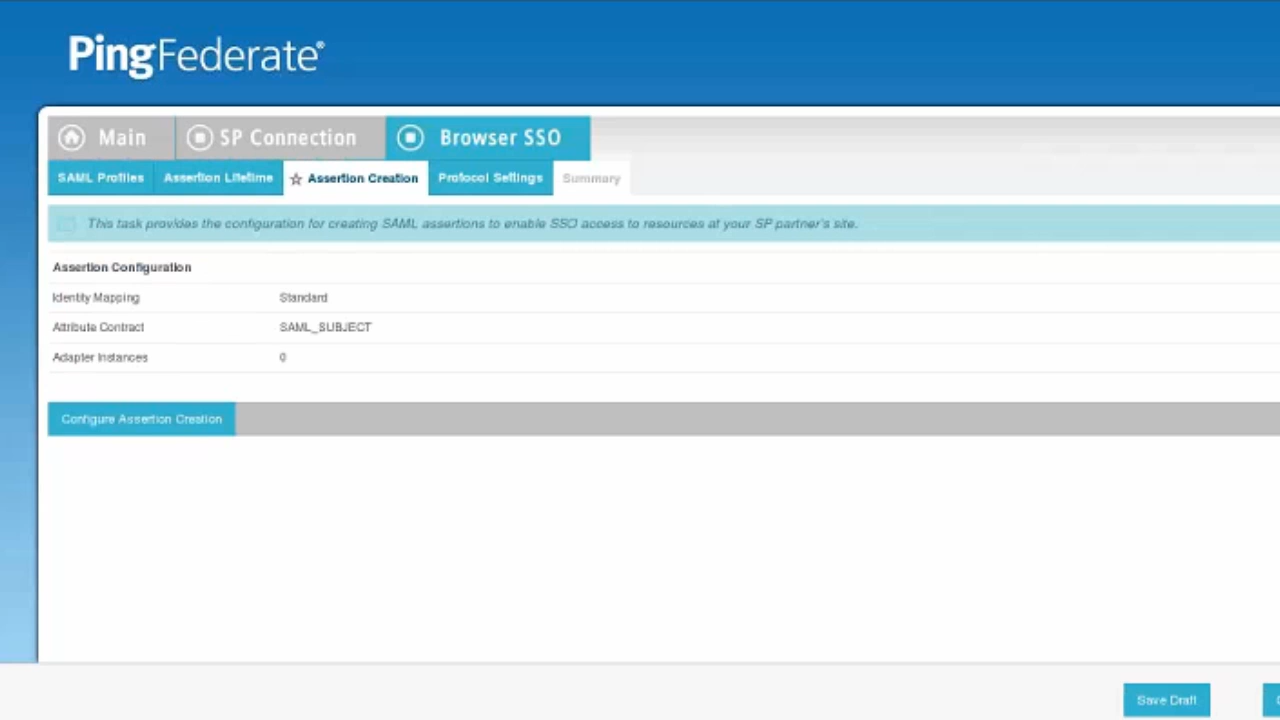 PingFederate®
Main SP Connection Browser SSO
SAML Profiles Assertion Lifetime Assertion Creation Protocol Settings Summary
This task provides the configuration for creating SAML assertions to enable SSO access to resources at your SP partner's site.
Assertion Configuration
Identity Mapping Standard
Attribute Contract SAML_SUBJECT
Adapter Instances 0
Configure Assertion Creation
Save Draft